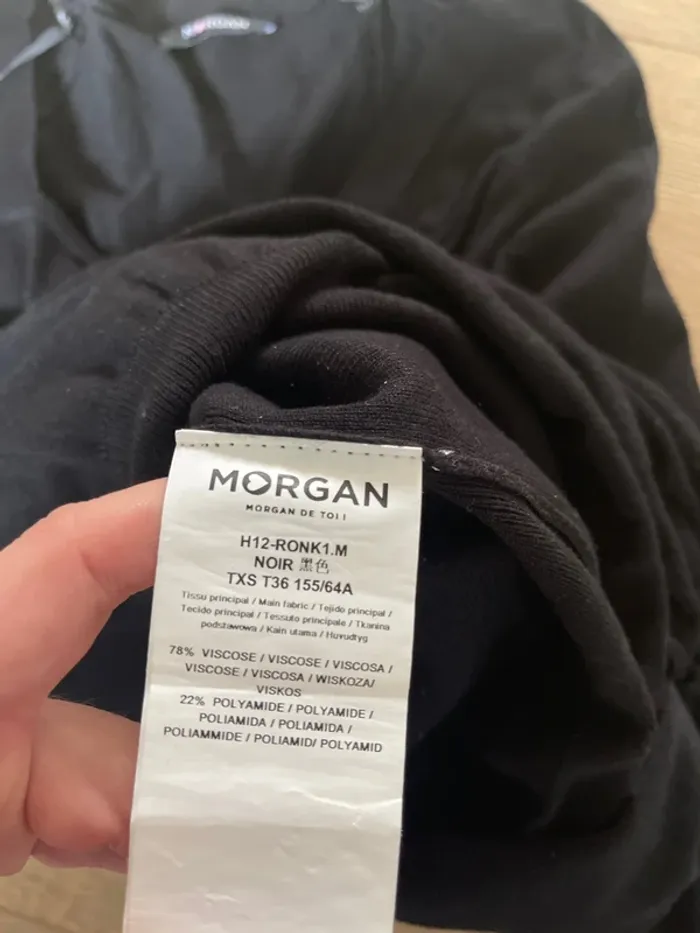 MORGAN
MORGAN DE TOI !
H12-RONK1.M
NOIR 黑色
TXS T36 155/64A
Tissu principal / Main fabric / Tejido principal /
Tecido principal / Tessuto principale / Tkanina
podstawowa / Kain utama / Huvudtyg
78% VISCOSE / VISCOSE / VISCOSA /
VISCOSE / VISCOSA / WISKOZA/
VISKOS
22% POLYAMIDE / POLYAMIDE /
POLIAMIDA / POLIAMIDA /
POLIAMMIDE / POLIAMID/ POLYAMID